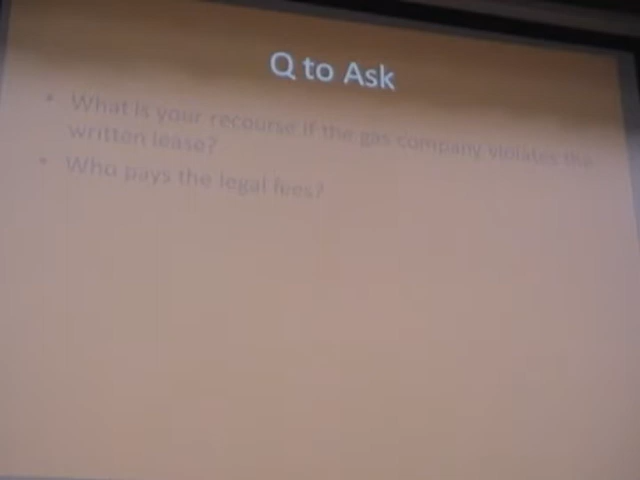 Q to Ask
• What is your recourse if the gas company violates the
written lease?
• Who pays the legal fees?